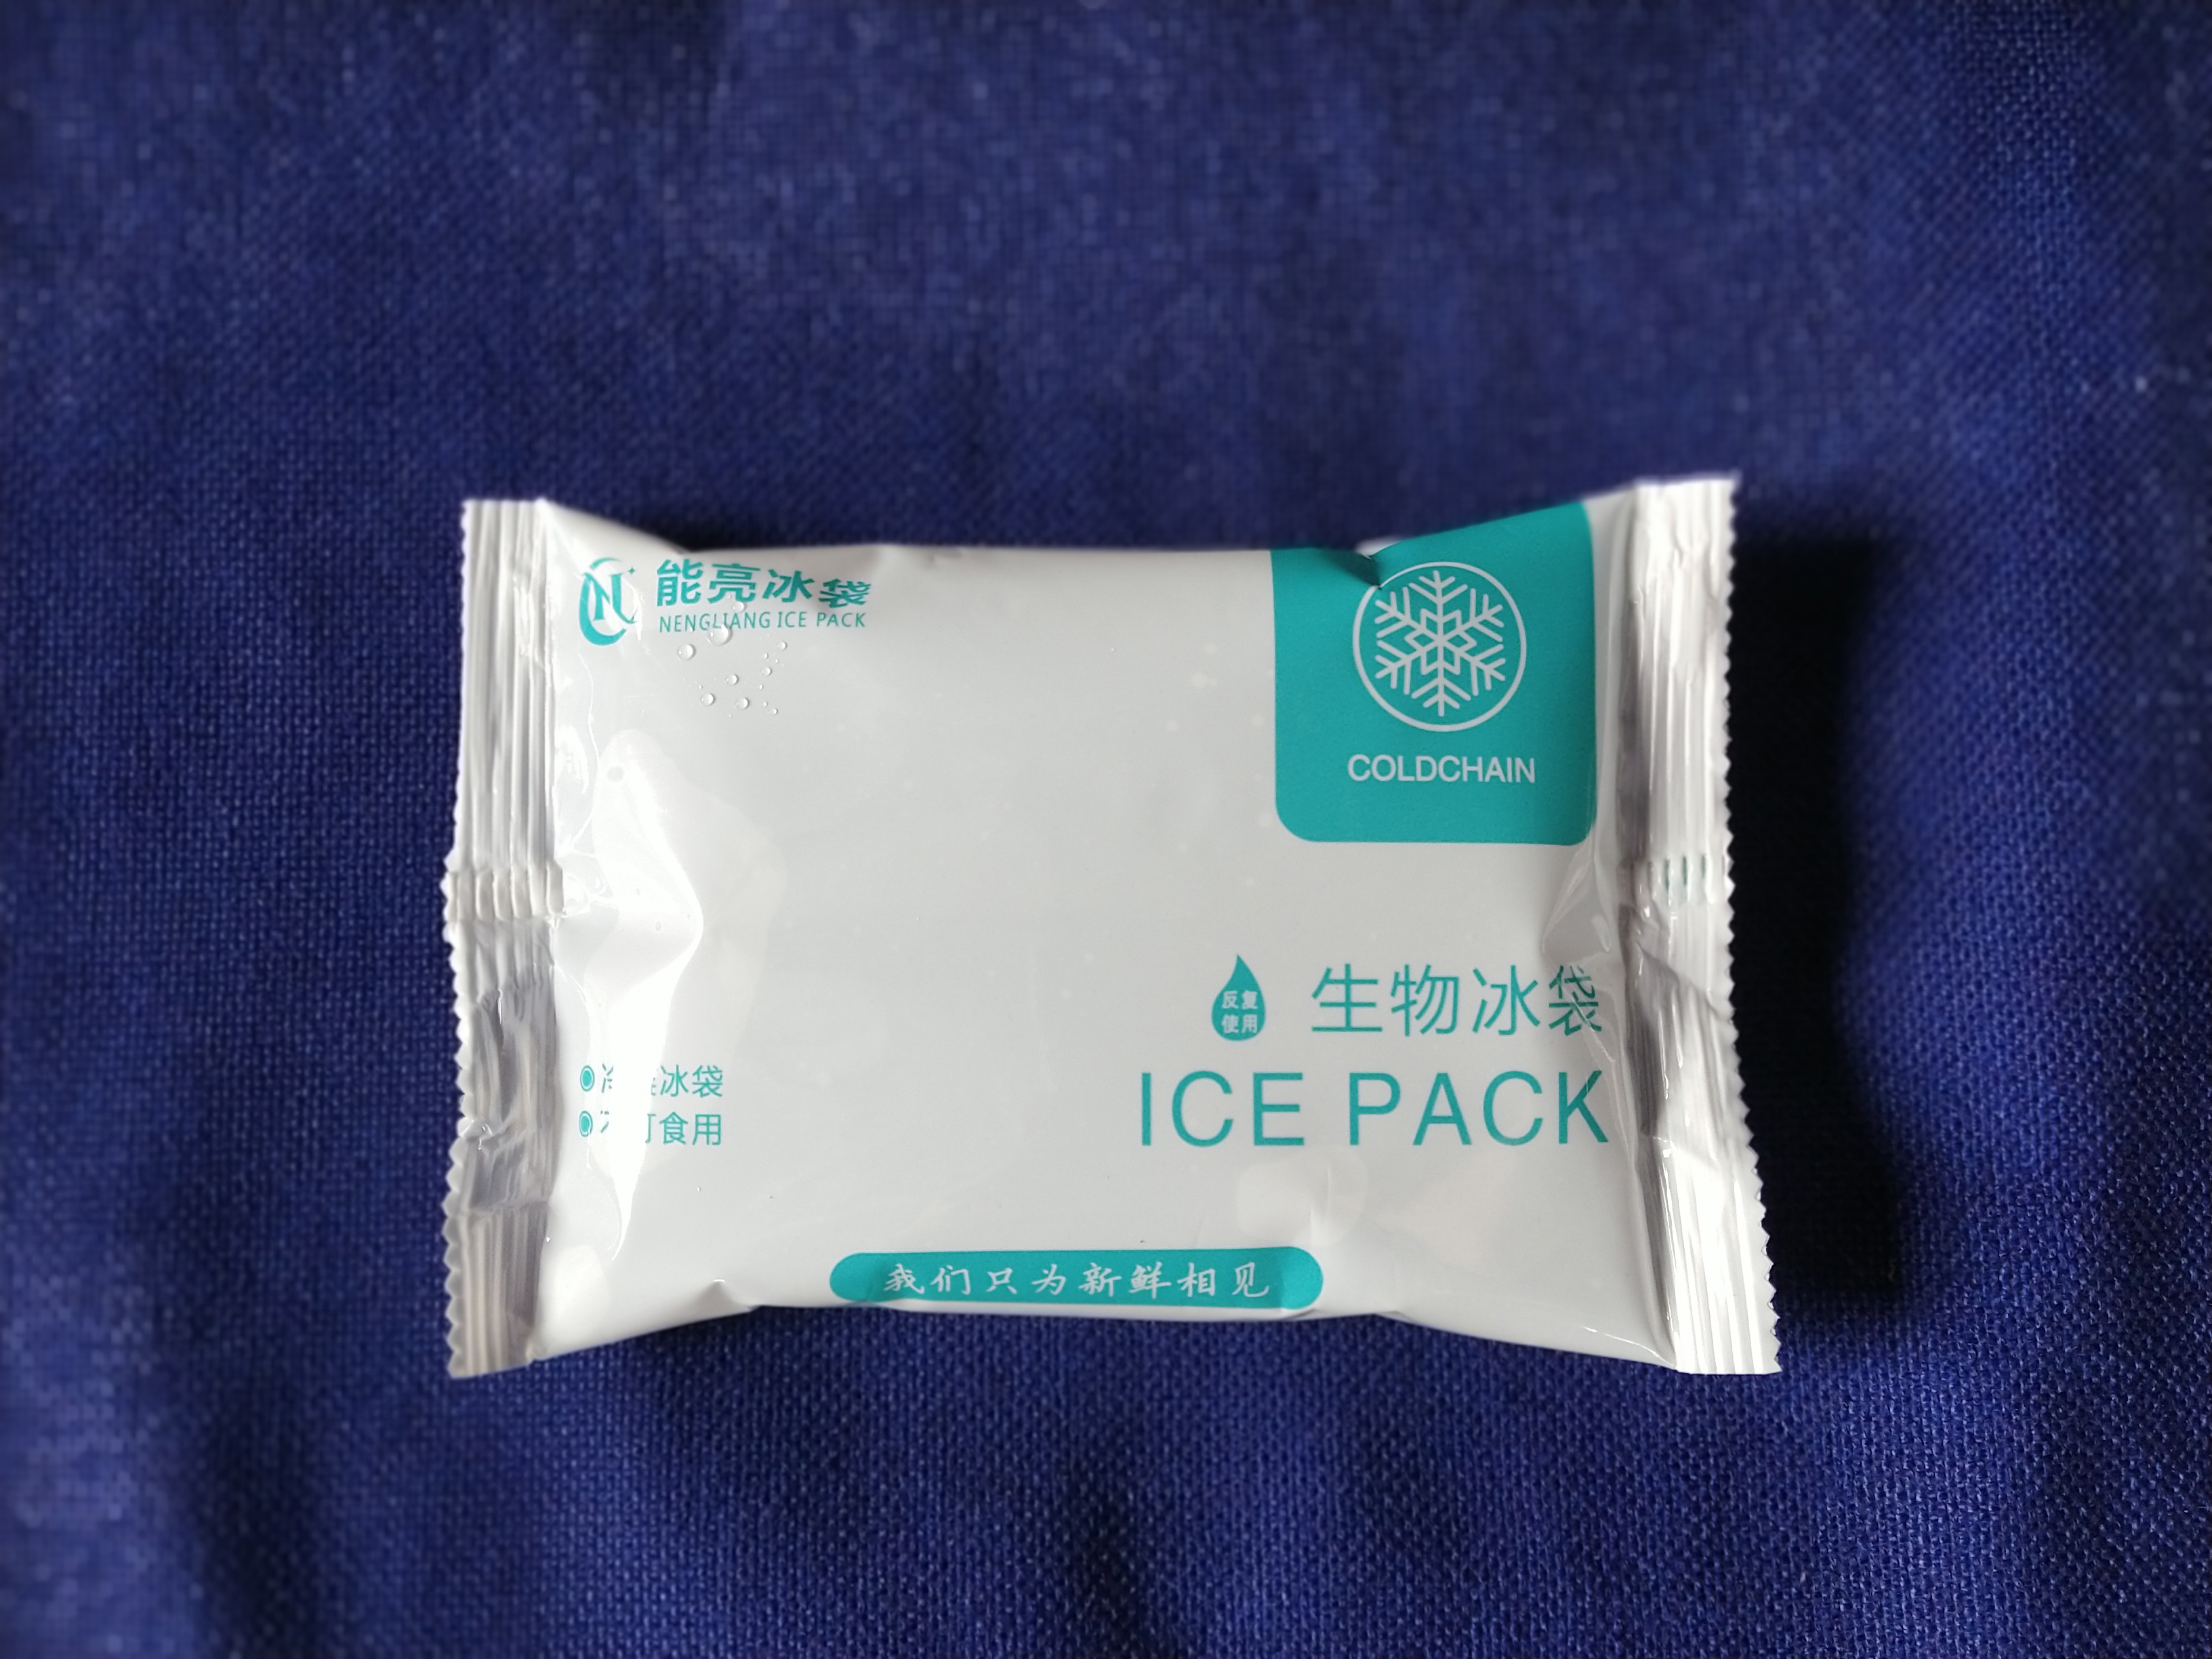 能亮冰袋
NENGLIANG ICE PACK
COLDCHAIN
反复
使用
生物冰袋
ICE PACK
冰袋
食用
我们只为新鲜相见